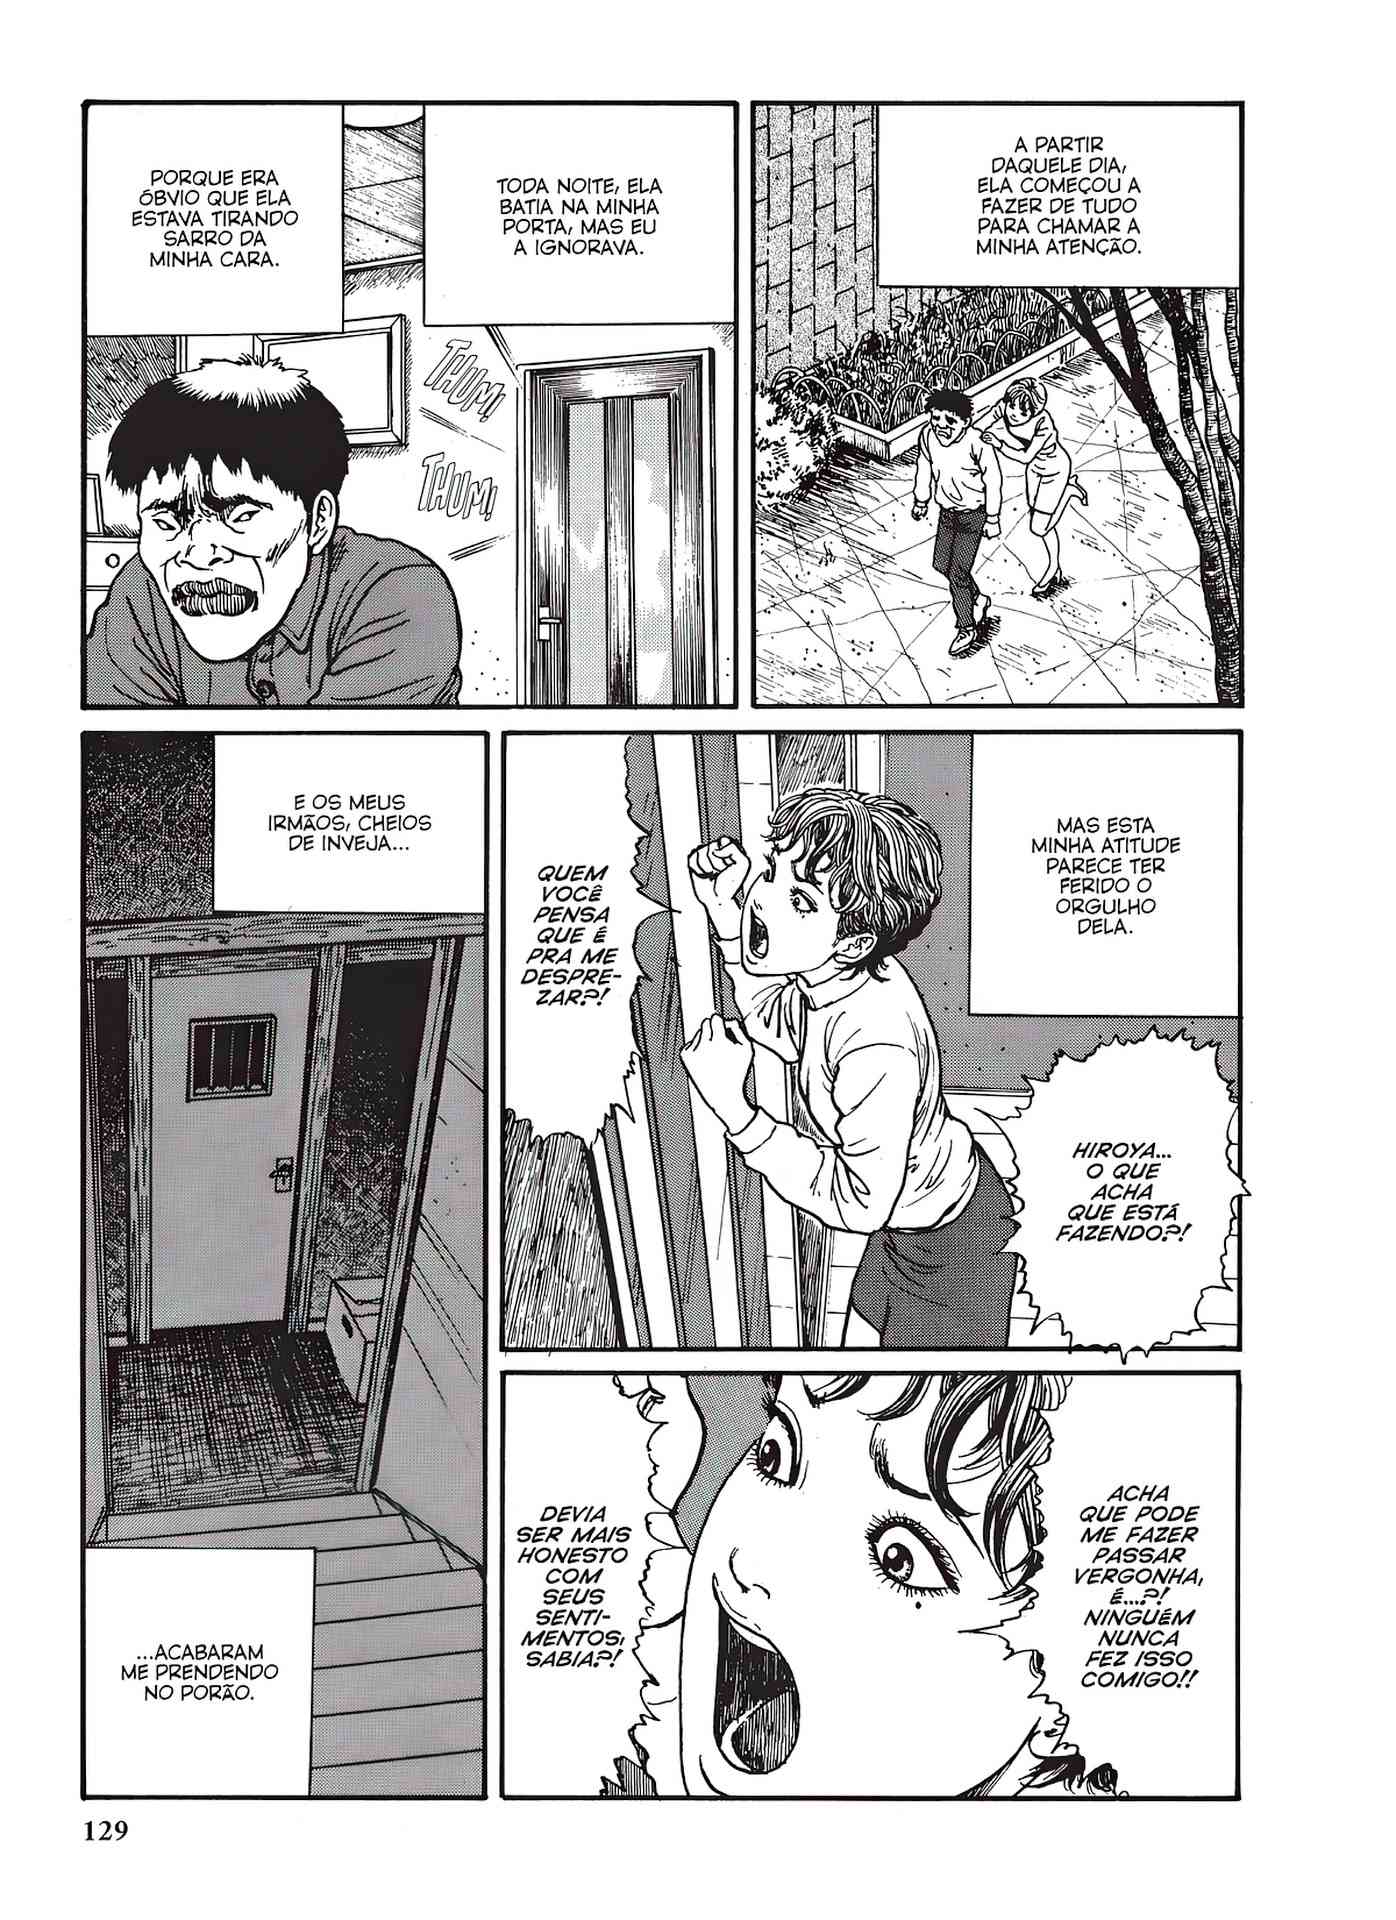 A PARTIR
DAQUELE DIA,
ELA COMEÇOU A
FAZER DE TUDO
PARA CHAMAR A
MINHA ATENÇÃO.
TODA NOITE, ELA
BATIA NA MINHA
PORTA, MAS EU
A IGNORAVA.
PORQUE ERA
ÓBVIO QUE ELA
ESTAVA TIRANDO
SARRO DA
MINHA CARA.
THUM!
THUM!
MAS ESTA
MINHA ATITUDE
PARECE TER
FERIDO O
ORGULHO
DELA.
HIROYA...
O QUE
ACHA
QUE ESTÁ
FAZENDO?!
QUEM
VOCÊ
PENSA
QUE É
PRA ME
DESPRE-
ZAR?!
ACHA
QUE PODE
ME FAZER
PASSAR
VERGONHA,
É...?!
NINGUÉM
NUNCA
FEZ ISSO
COMIGO!!
DEVIA
SER MAIS
HONESTO
COM
SEUS
SENTI-
MENTOS,
SABIA?!
E OS MEUS
IRMÃOS, CHEIOS
DE INVEJA...
...ACABARAM
ME PRENDENDO
NO PORÃO.
129